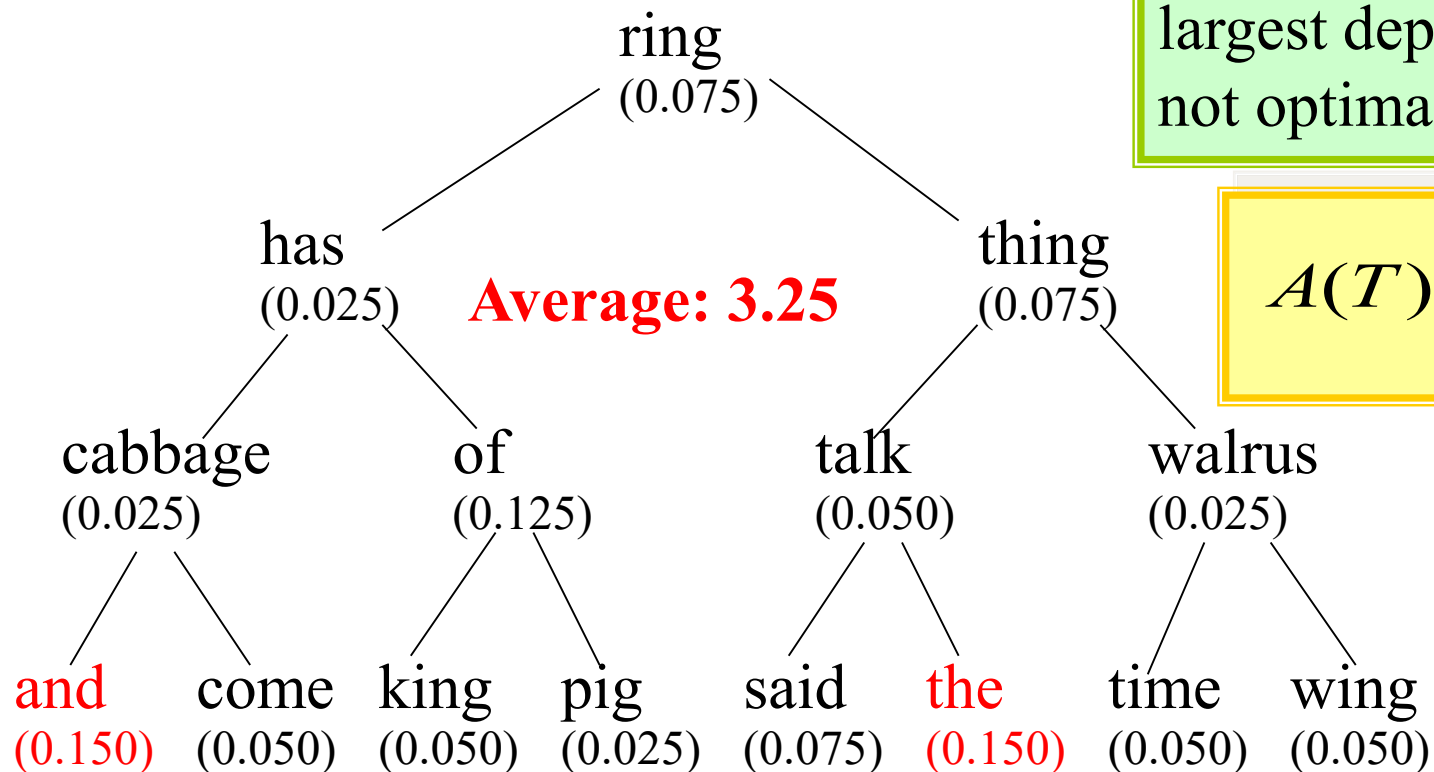 ring
(0.075)
largest dep
not optima
has
(0.025)
thing
(0.075)
Average: 3.25
A(T)
cabbage
(0.025)
of
(0.125)
talk
(0.050)
walrus
(0.025)
and
(0.150)
come
(0.050)
king
(0.050)
pig
(0.025)
said
(0.075)
the
(0.150)
time
(0.050)
wing
(0.050)